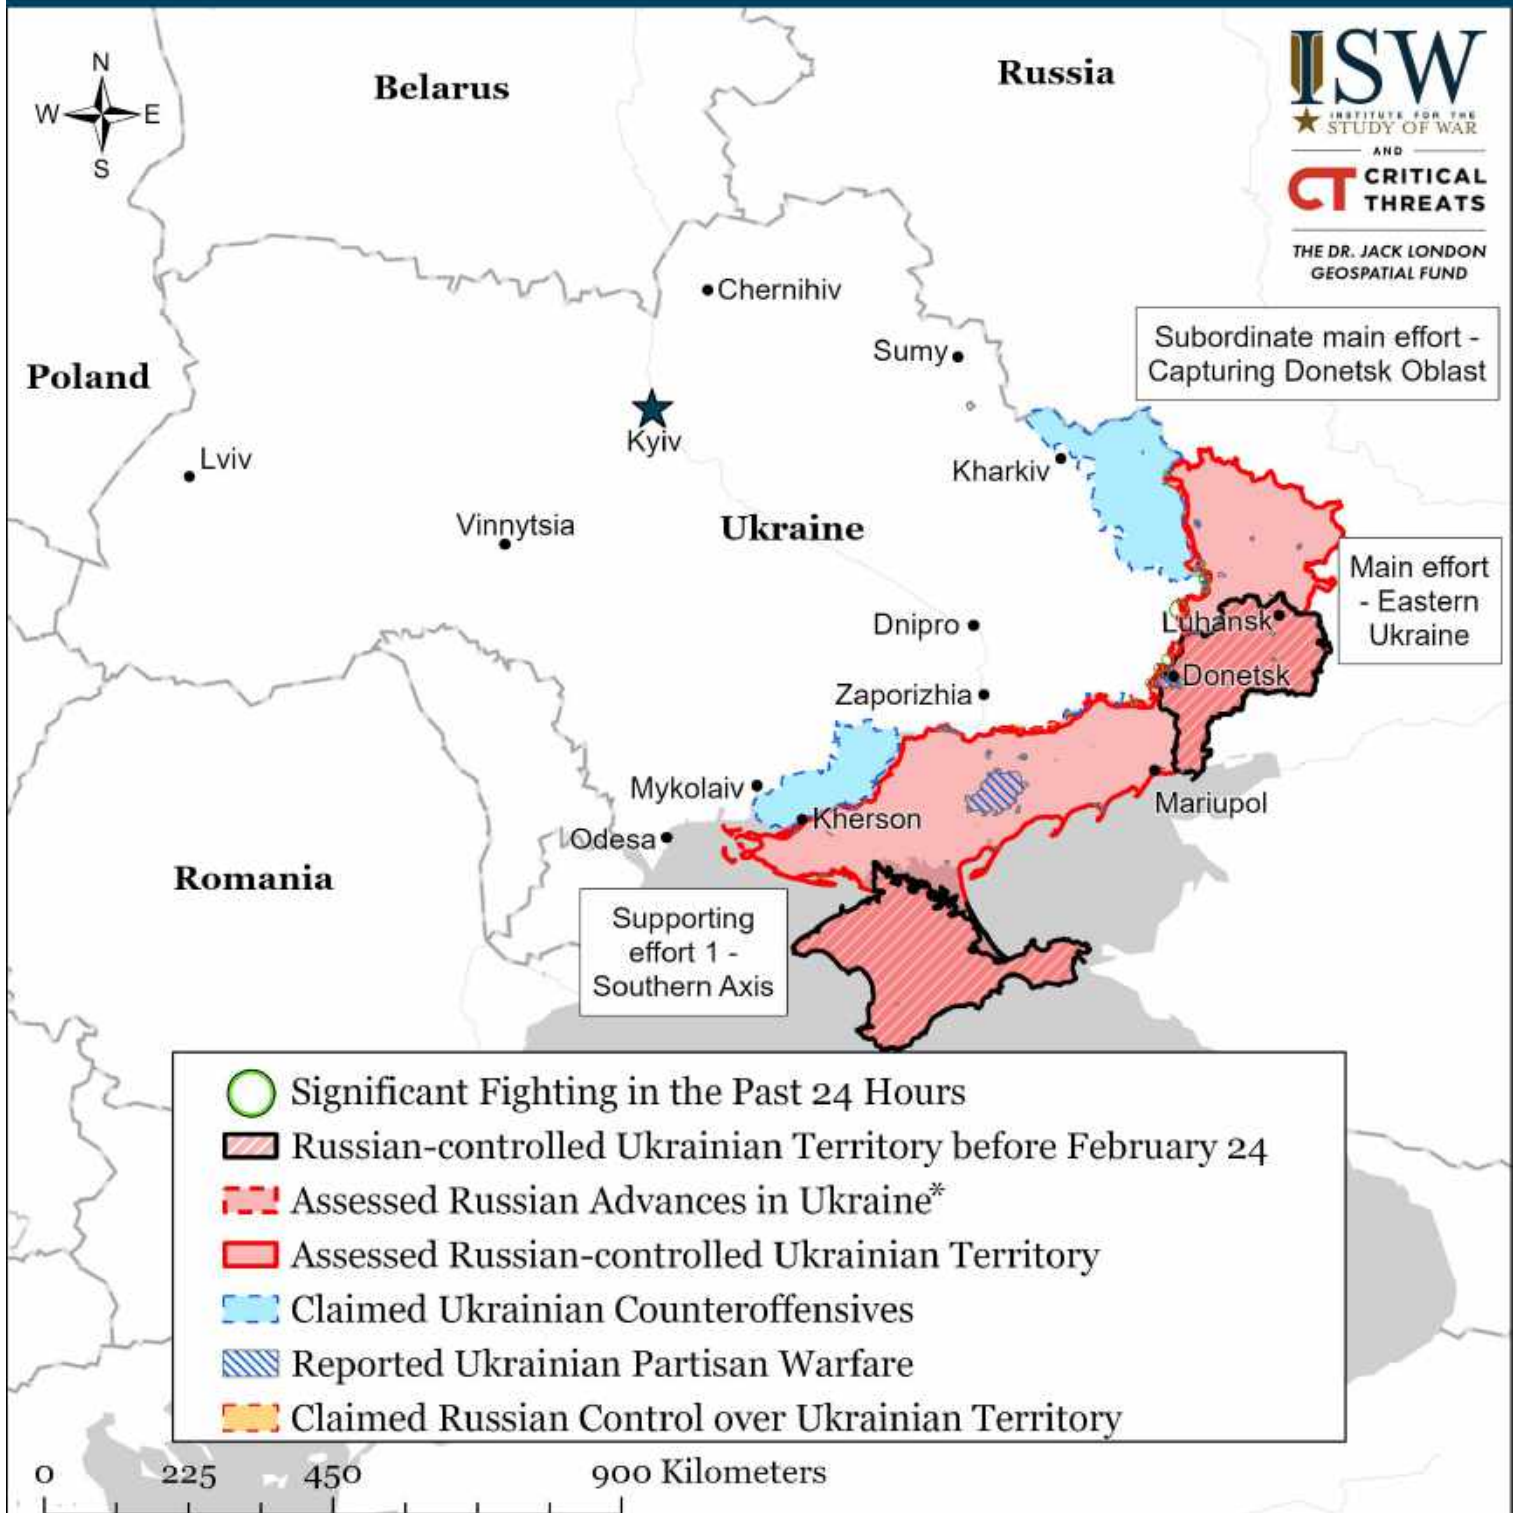 N
W E
S
Belarus
Russia
ISW
INSTITUTE FOR THE
STUDY OF WAR
AND
CT CRITICAL
THREATS
THE DR. JACK LONDON
GEOSPATIAL FUND
Chernihiv
Subordinate main effort -
Capturing Donetsk Oblast
Sumy
Poland
Kyiv
Lviv
Kharkiv
Vinnytsia
Ukraine
Main effort
- Eastern
Ukraine
Dnipro
Luhansk
Donetsk
Zaporizhia
Mykolaiv
Mariupol
Kherson
Odesa
Romania
Supporting
effort 1 -
Southern Axis
Significant Fighting in the Past 24 Hours
Russian-controlled Ukrainian Territory before February 24
Assessed Russian Advances in Ukraine*
Assessed Russian-controlled Ukrainian Territory
Claimed Ukrainian Counteroffensives
Reported Ukrainian Partisan Warfare
Claimed Russian Control over Ukrainian Territory
0 225 450 900 Kilometers